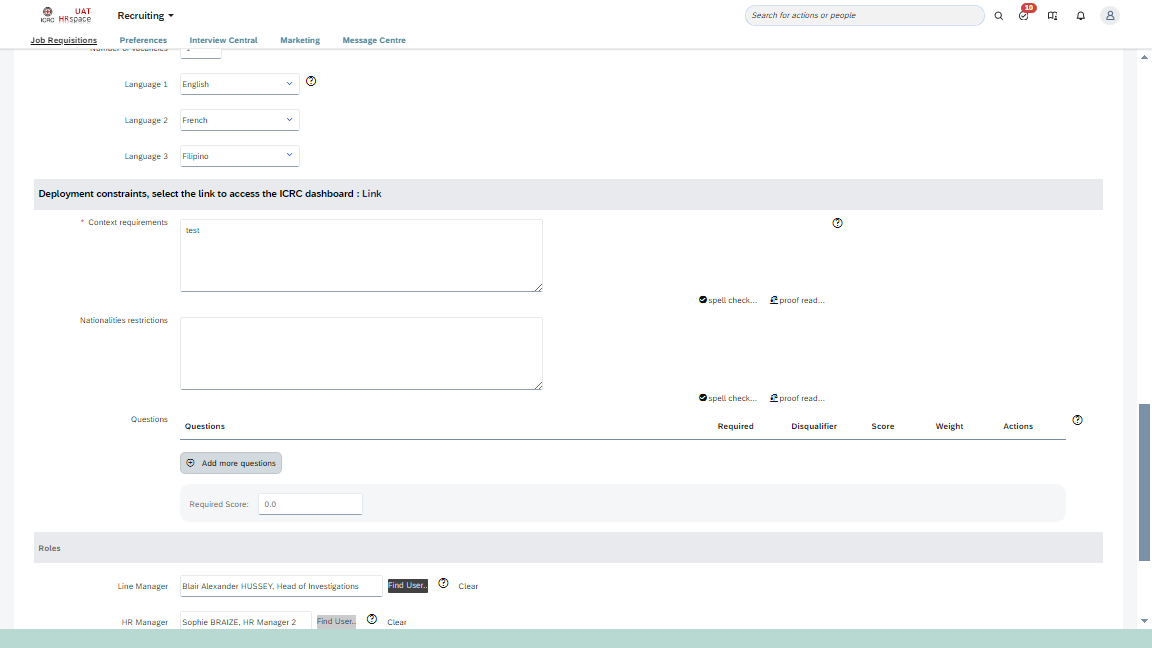 ICRC
UAT
HRspace
Recruiting
Search for actions or people
10
Job Requisitions
Preferences
Interview Central
Marketing
Message Centre
Number of vacancies
Language 1
English
Language 2
French
Language 3
Filipino
Deployment constraints, select the link to access the ICRC dashboard : Link
* Context requirements
test
spell check...
proof read...
Nationalities restrictions
spell check...
proof read...
Questions
Questions
Required
Disqualifier
Score
Weight
Actions
Add more questions
Required Score:
0.0
Roles
Line Manager
Blair Alexander HUSSEY, Head of Investigations
Find User..
Clear
HR Manager
Sophie BRAIZE, HR Manager 2
Find User..
Clear